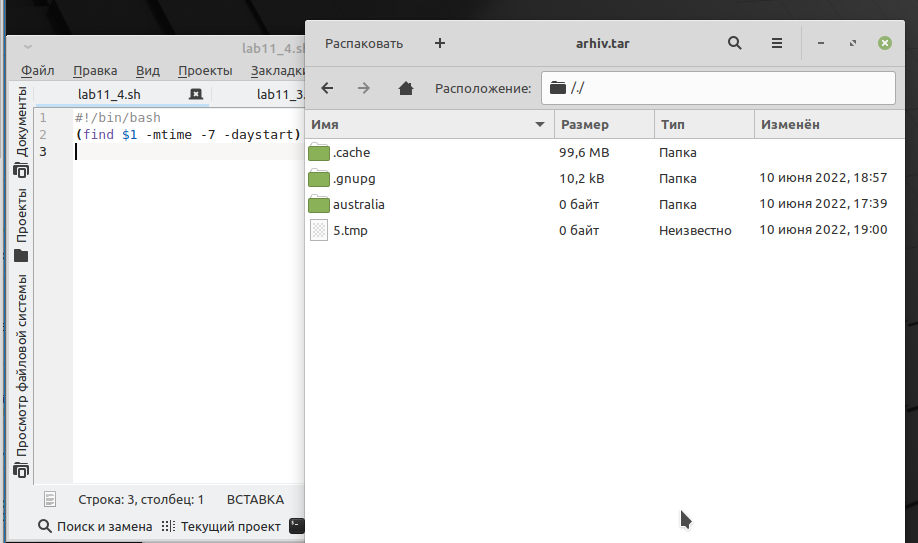 lab11_4.sh
Файл Правка Вид Проекты Закладки
lab11_4.sh lab11_3.
Документы
Проекты
Просмотр файловой системы
1 #!/bin/bash
2 (find $1 -mtime -7 -daystart)
3
Строка: 3, столбец: 1 ВСТАВКА
Поиск и замена Текущий проект
Распаковать + arhiv.tar
Расположение: /./
Имя Размер Тип Изменён
.cache 99,6 MB Папка
.gnupg 10,2 kB Папка 10 июня 2022, 18:57
australia 0 байт Папка 10 июня 2022, 17:39
5.tmp 0 байт Неизвестно 10 июня 2022, 19:00